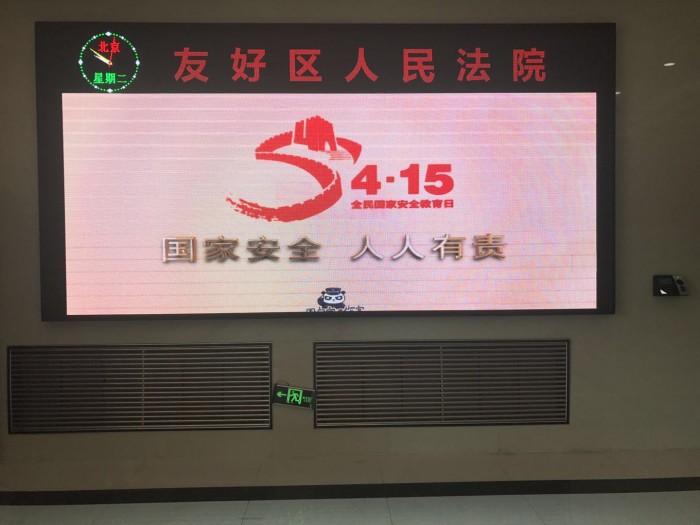 北京
星期二
友好区人民法院
4·15
全民国家安全教育日
国家安全 人人有责